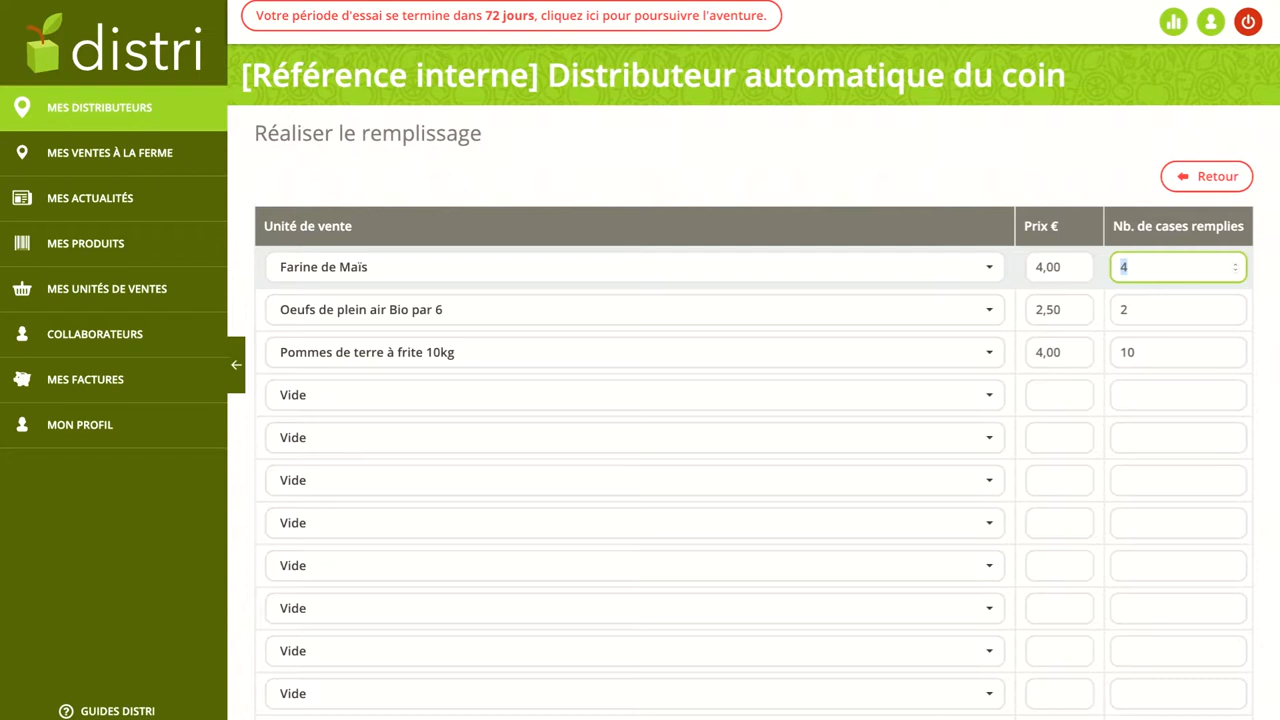 Votre période d'essai se termine dans 72 jours, cliquez ici pour poursuivre l'aventure.
distri
[Référence interne] Distributeur automatique du coin
MES DISTRIBUTEURS
MES VENTES À LA FERME
MES ACTUALITÉS
MES PRODUITS
MES UNITÉS DE VENTES
COLLABORATEURS
MES FACTURES
MON PROFIL
GUIDES DISTRI
Réaliser le remplissage
Retour
Unité de vente Prix € Nb. de cases remplies
Farine de Maïs 4,00 4
Oeufs de plein air Bio par 6 2,50 2
Pommes de terre à frite 10kg 4,00 10
Vide
Vide
Vide
Vide
Vide
Vide
Vide
Vide